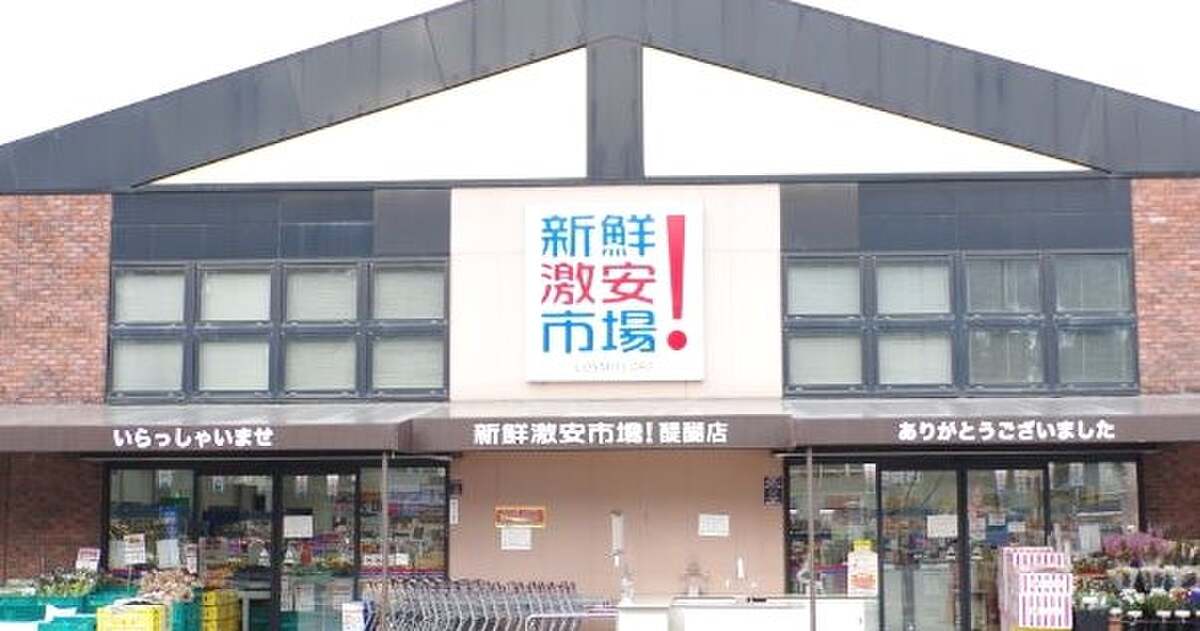 新鮮
激安
市場!
いらっしゃいませ
新鮮激安市場!醍醐店
ありがとうございました